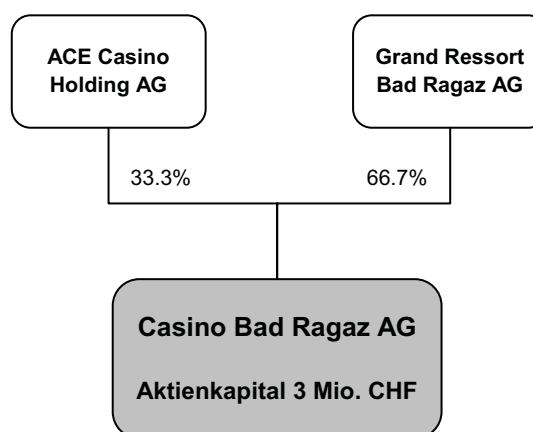 ACE Casino
Holding AG
Grand Ressort
Bad Ragaz AG
33.3%
66.7%
Casino Bad Ragaz AG
Aktienkapital 3 Mio. CHF